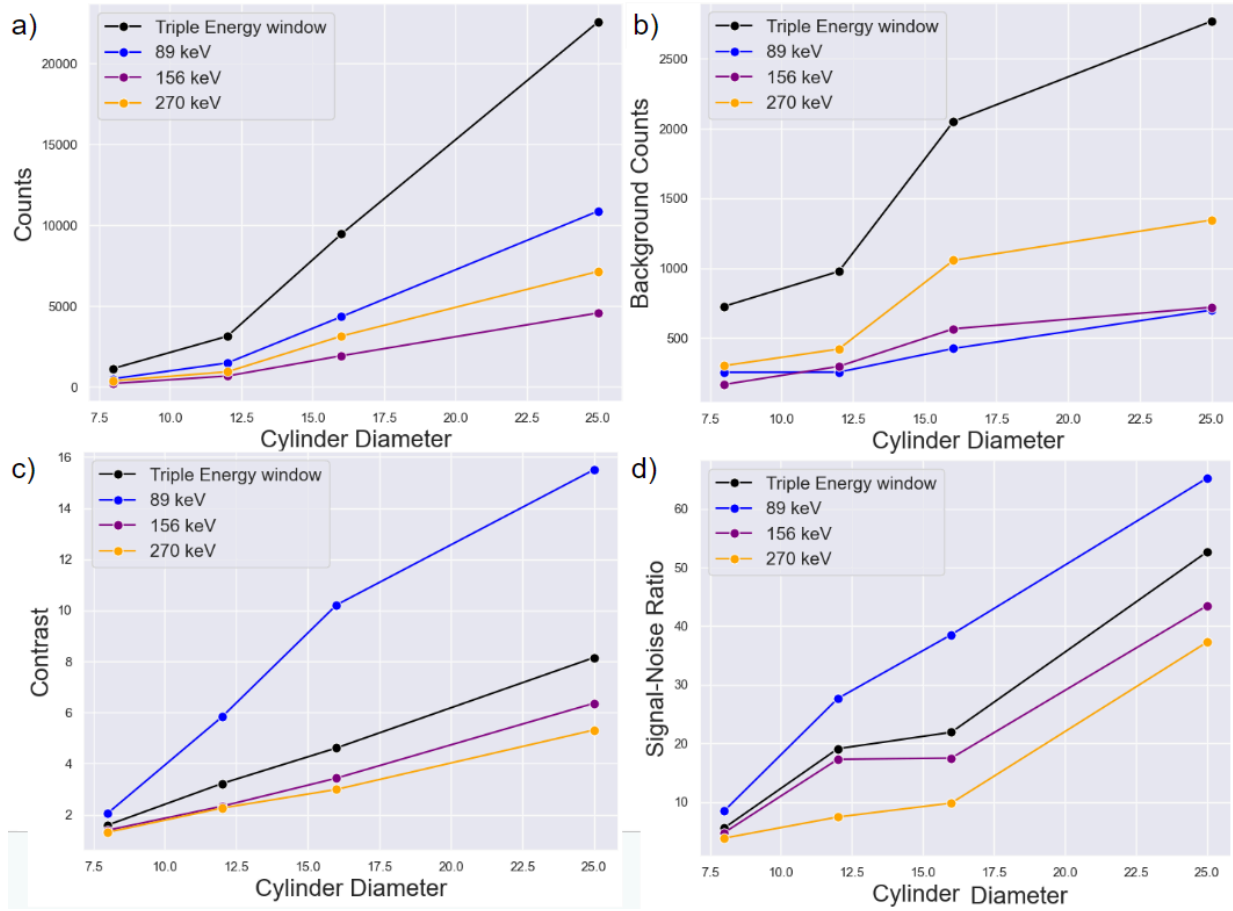 a)
Triple Energy window
89 keV
156 keV
270 keV
Counts
20000
15000
10000
5000
0
7.5 10.0 12.5 15.0 17.5 20.0 22.5 25.0
Cylinder Diameter
b)
Triple Energy window
89 keV
156 keV
270 keV
Background Counts
2500
2000
1500
1000
500
7.5 10.0 12.5 15.0 17.5 20.0 22.5 25.0
Cylinder Diameter
c)
Triple Energy window
89 keV
156 keV
270 keV
Contrast
16
14
12
10
8
6
4
2
7.5 10.0 12.5 15.0 17.5 20.0 22.5 25.0
Cylinder Diameter
d)
Triple Energy window
89 keV
156 keV
270 keV
Signal-Noise Ratio
60
50
40
30
20
10
7.5 10.0 12.5 15.0 17.5 20.0 22.5 25.0
Cylinder Diameter